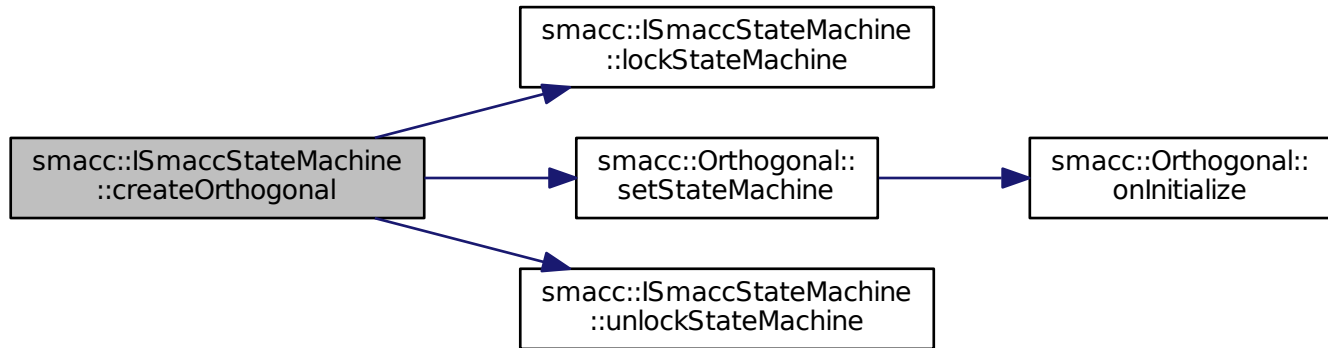 smacc::ISmaccStateMachine
::lockStateMachine
smacc::ISmaccStateMachine
::createOrthogonal
smacc::Orthogonal::
setStateMachine
smacc::Orthogonal::
onInitialize
smacc::ISmaccStateMachine
::unlockStateMachine